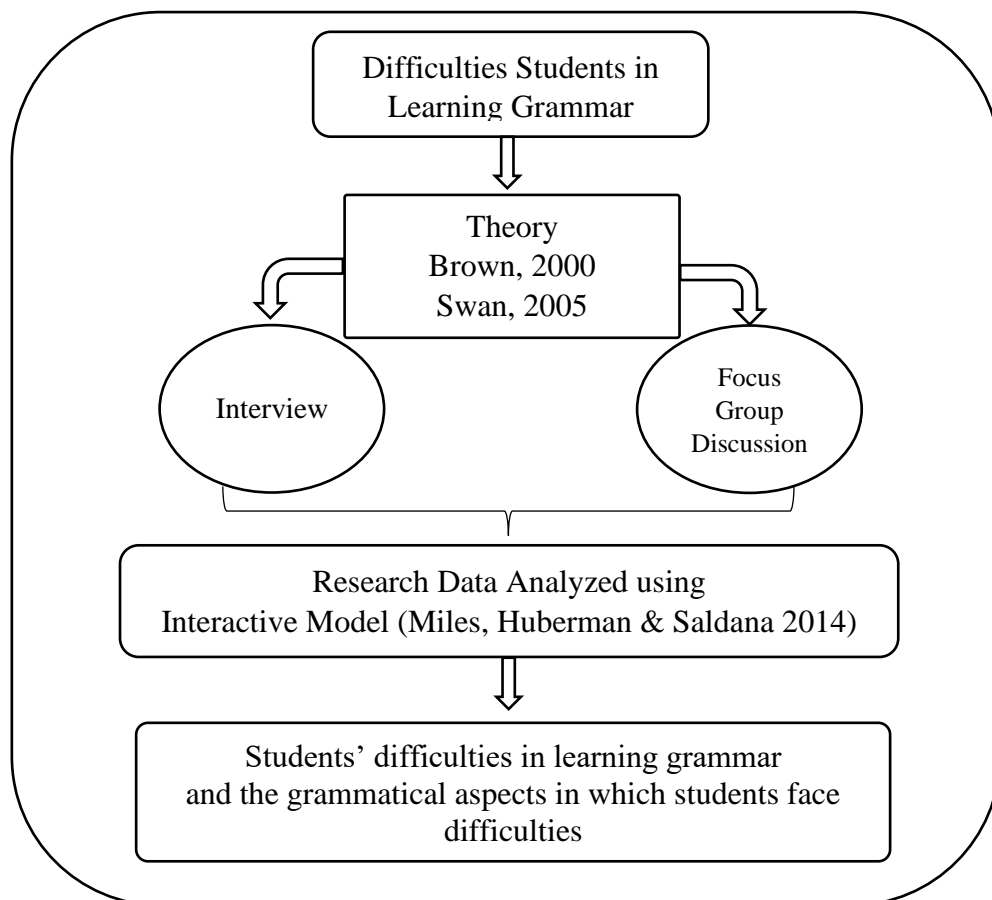 Difficulties Students in
Learning Grammar
Theory
Brown, 2000
Swan, 2005
Interview
Focus
Group
Discussion
Research Data Analyzed using
Interactive Model (Miles, Huberman & Saldana 2014)
Students’ difficulties in learning grammar
and the grammatical aspects in which students face
difficulties